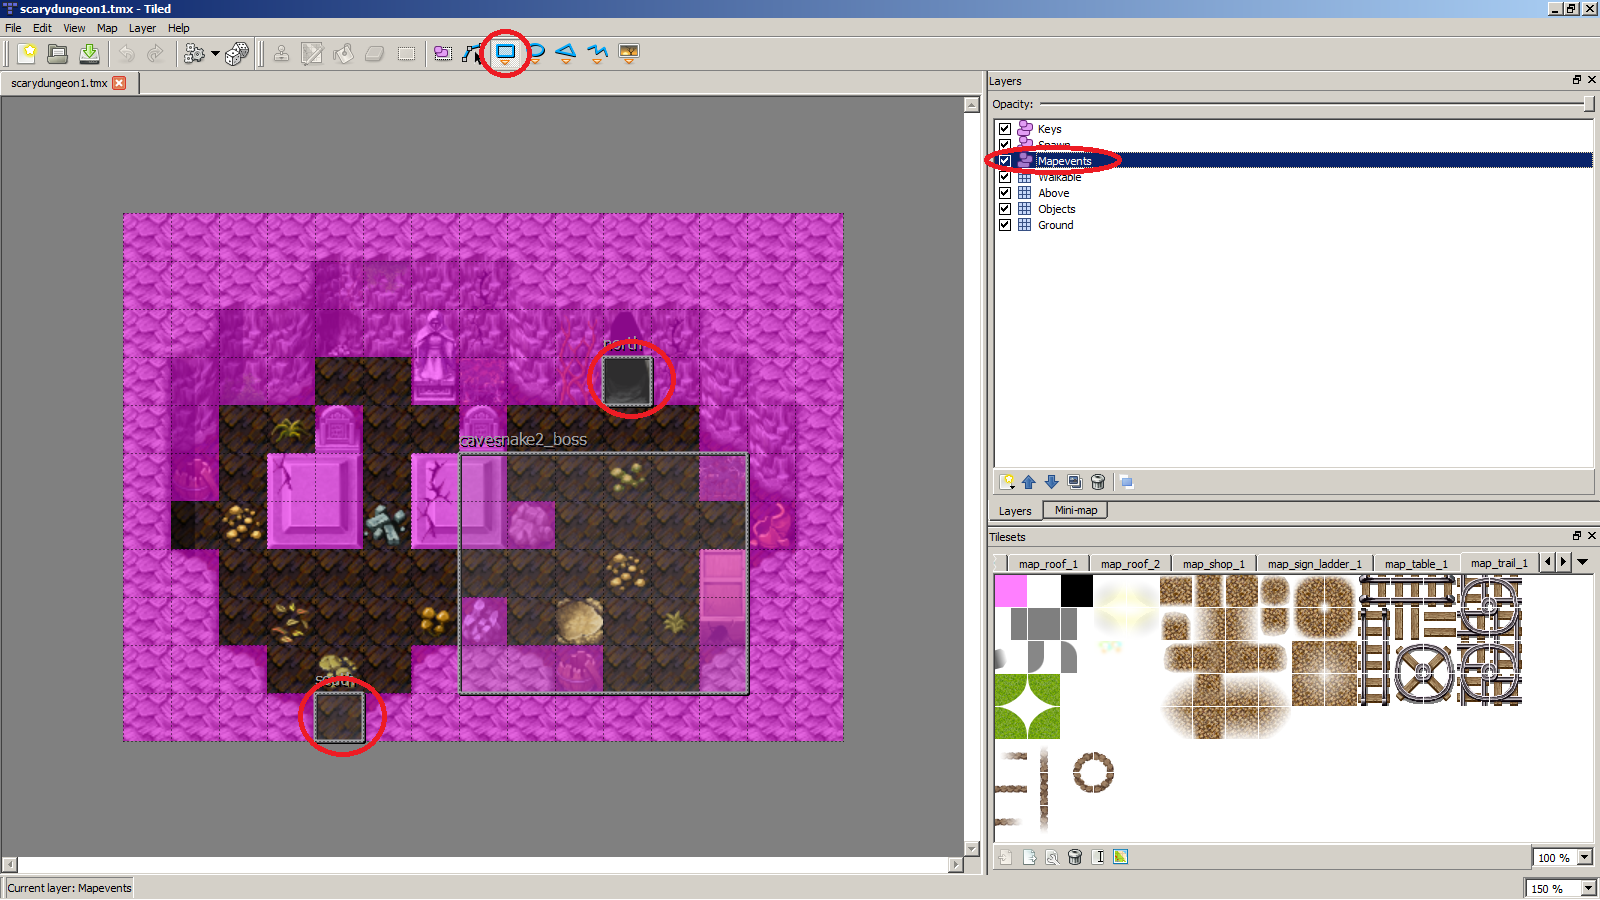 scarydungeon1.tmx - Tiled
File Edit View Map Layer Help
scarydungeon1.tmx
Layers
Opacity:
Keys
Spawn
Mapevents
Walkable
Above
Objects
Ground
north
cavesnake2_boss
south
Layers Mini-map
Tilesets
map_roof_1 map_roof_2 map_shop_1 map_sign_ladder_1 map_table_1 map_trail_1
100 %
Current layer: Mapevents
150 %